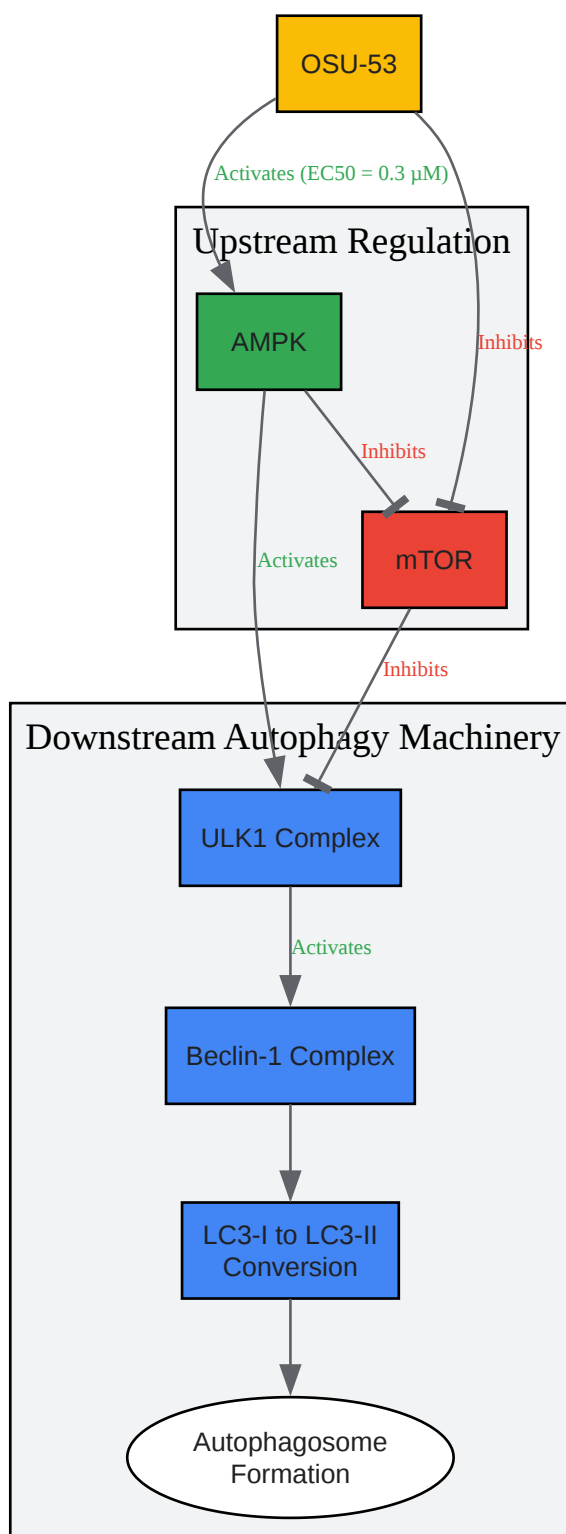 OSU-53
Activates (EC50 = 0.3 µM)
Upstream Regulation
AMPK
Inhibits
Inhibits
mTOR
Activates
Inhibits
Downstream Autophagy Machinery
ULK1 Complex
Activates
Beclin-1 Complex
LC3-I to LC3-II
Conversion
Autophagosome
Formation